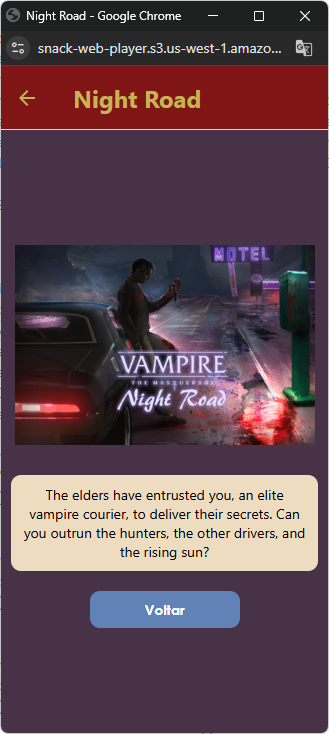 Night Road - Google Chrome
snack-web-player.s3.us-west-1.amazo...
Night Road
MOTEL
VAMPIRE
THE MASQUERADE
Night Road
The elders have entrusted you, an elite
vampire courier, to deliver their secrets. Can
you outrun the hunters, the other drivers, and
the rising sun?
Voltar